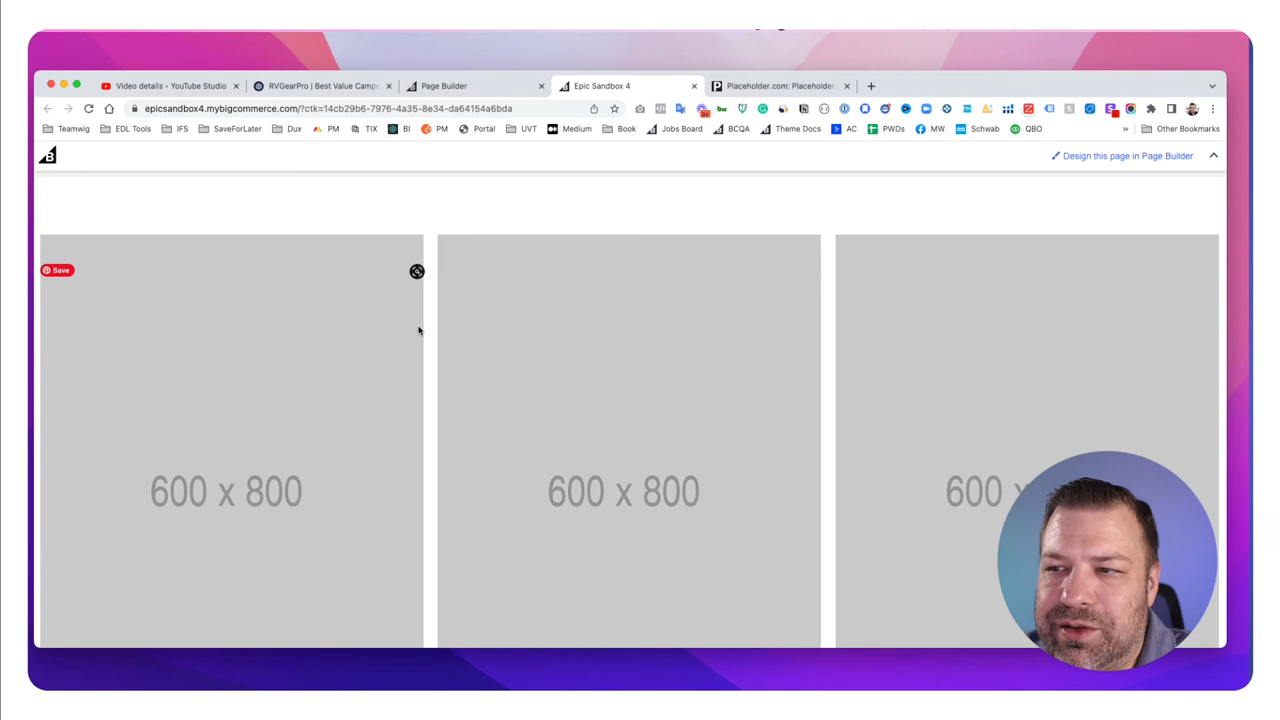 Video details - YouTube Studio
RVGearPro | Best Value Campe
Page Builder
Epic Sandbox 4
Placeholder.com: Placeholder
epicsandbox4.mybigcommerce.com/?ctk=14cb29b6-7976-4a35-8e34-da64154a6bda
Teamwig EDL Tools IFS SaveForLater Dux PM TIX BI PM Portal UVT Medium Book Jobs Board BCQA Theme Docs AC PWDs MW Schwab QBO » Other Bookmarks
B
Design this page in Page Builder
Save
600 x 800
600 x 800
600 x